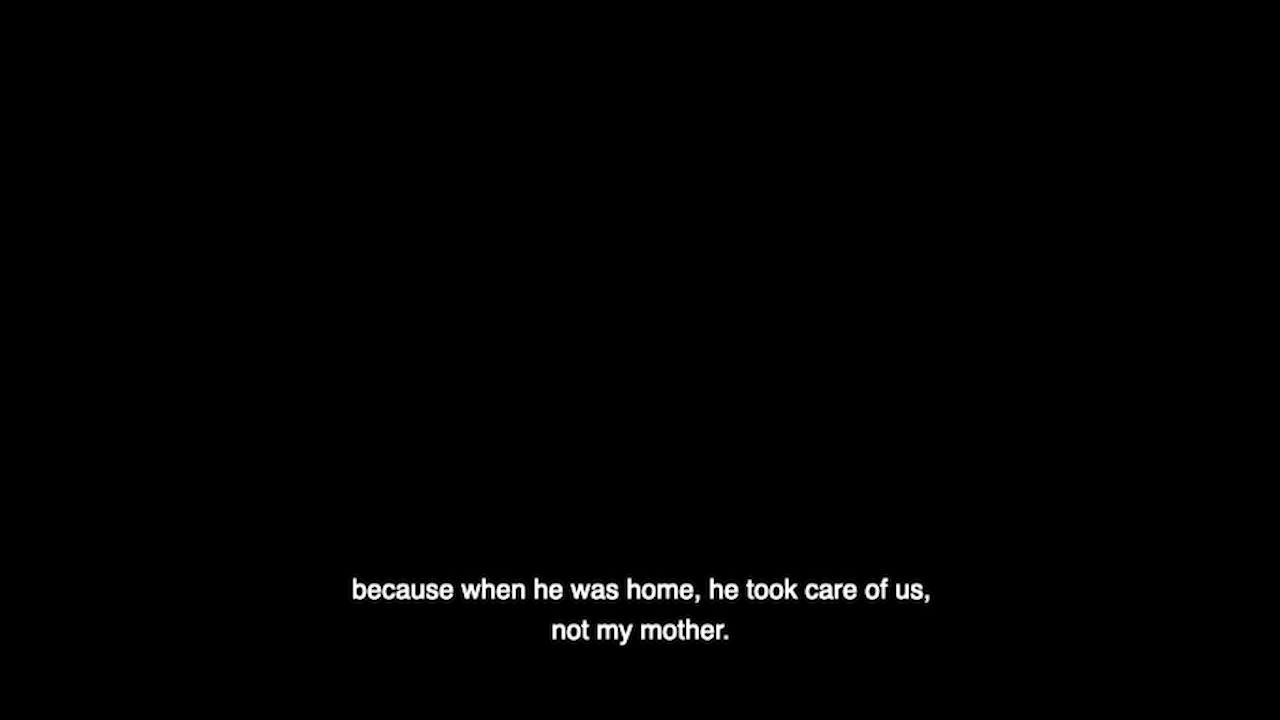 because when he was home, he took care of us,
not my mother.